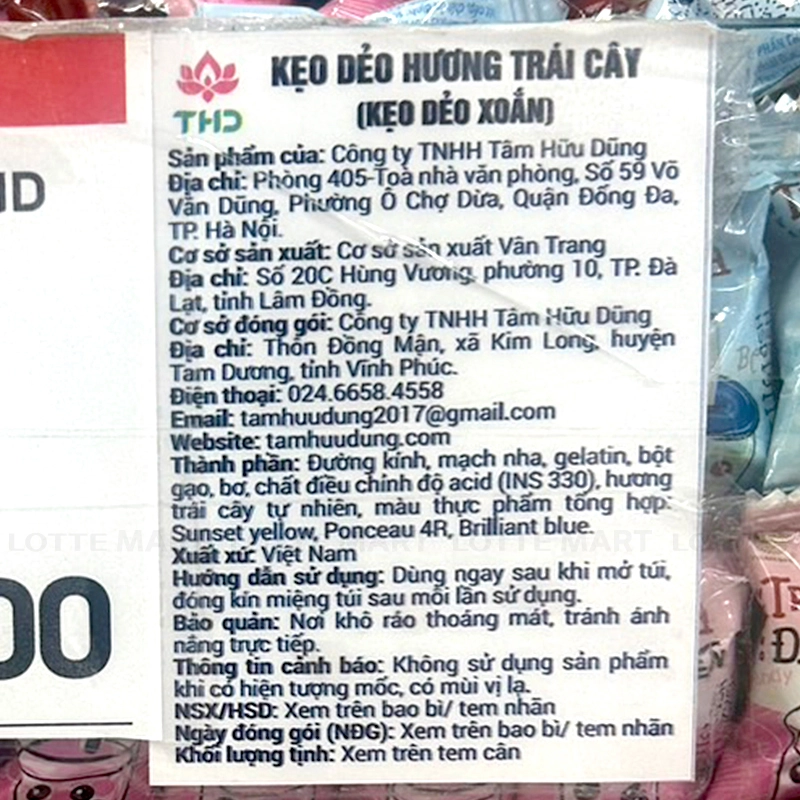 KẸO DẺO HƯƠNG TRÁI CÂY
(KẸO DẺO XOẮN)
THD
Sản phẩm của: Công ty TNHH Tâm Hữu Dũng
Địa chỉ: Phòng 405-Toà nhà văn phòng, Số 59 Võ
Văn Dũng, Phường Ô Chợ Dừa, Quận Đống Đa,
TP. Hà Nội.
Cơ sở sản xuất: Cơ sở sản xuất Vân Trang
Địa chỉ: Số 20C Hùng Vương, phường 10, TP. Đà
Lạt, tỉnh Lâm Đồng.
Cơ sở đóng gói: Công ty TNHH Tâm Hữu Dũng
Địa chỉ: Thôn Đồng Mận, xã Kim Long, huyện
Tam Dương, tỉnh Vĩnh Phúc.
Điện thoại: 024.6658.4558
Email: tamhuudung2017@gmail.com
Website: tamhuudung.com
Thành phần: Đường kính, mạch nha, gelatin, bột
gạo, bơ, chất điều chỉnh độ acid (INS 330), hương
trái cây tự nhiên, màu thực phẩm tổng hợp:
Sunset yellow, Ponceau 4R, Brilliant blue.
Xuất xứ: Việt Nam
Hướng dẫn sử dụng: Dùng ngay sau khi mở túi,
đóng kín miệng túi sau mỗi lần sử dụng.
Bảo quản: Nơi khô ráo thoáng mát, tránh ánh
nắng trực tiếp.
Thông tin cảnh báo: Không sử dụng sản phẩm
khi có hiện tượng mốc, có mùi vị lạ.
NSX/HSD: Xem trên bao bì/ tem nhãn
Ngày đóng gói (NĐG): Xem trên bao bì/ tem nhãn
Khối lượng tịnh: Xem trên tem cân
LOTTE MART LOTTE MART